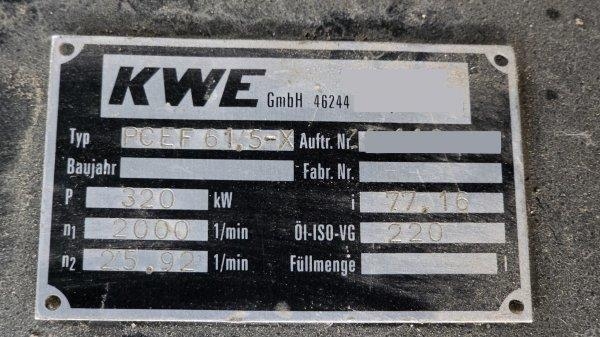 KWE GmbH 46244
Typ PCEF 61,5-X Auftr. Nr.
Baujahr Fabr. Nr.
P 320 kW i 77,16
n1 2000 1/min Öl-ISO-VG 220
n2 25,92 1/min Füllmenge l